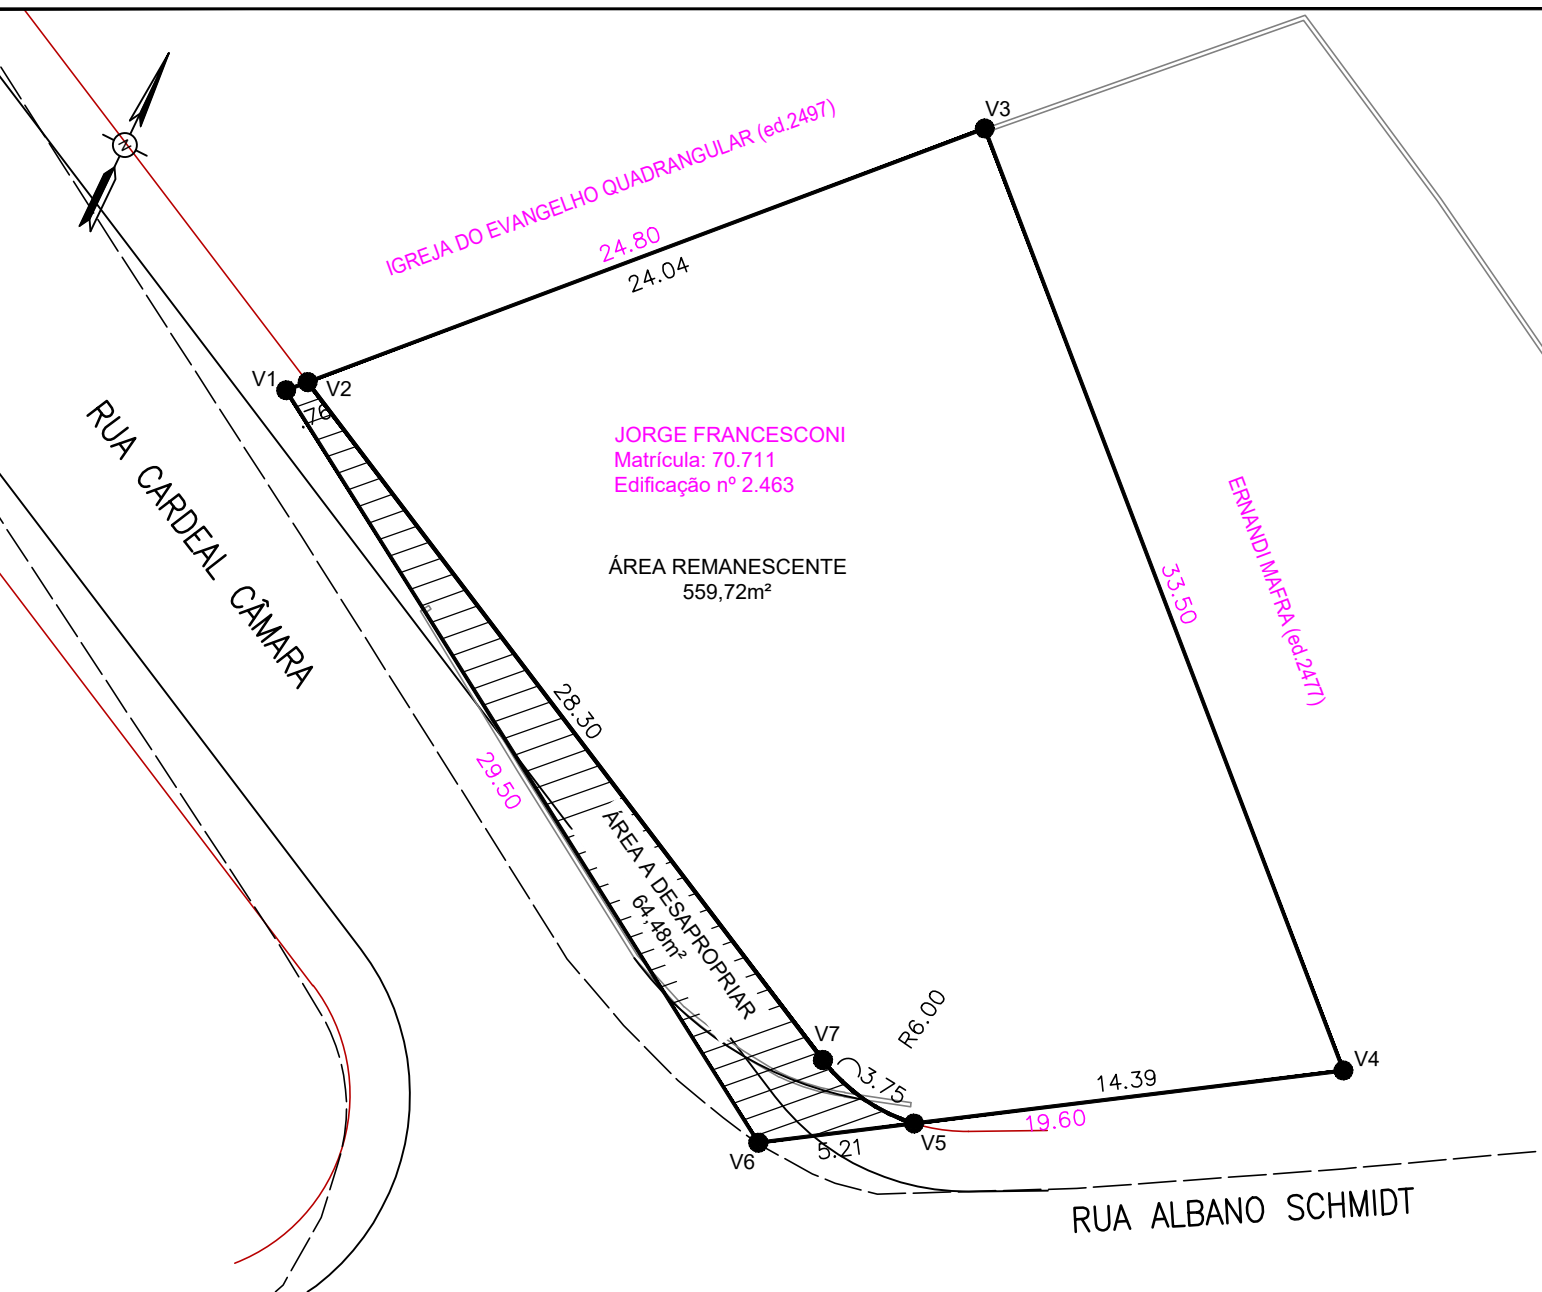 V3
IGREJA DO EVANGELHO QUADRANGULAR (ed.2497)
N
24.80
24.04
V1
V2
.76
RUA CARDEAL CÂMARA
JORGE FRANCESCONI
Matrícula: 70.711
Edificação nº 2.463
ERNANDI MAFRA (ed.2477)
ÁREA REMANESCENTE
559,72m²
33.50
28.30
29.50
ÁREA A DESAPROPRIAR
64,48m²
R6.00
V7
3.75
V4
14.39
19.60
V5
5.21
V6
RUA ALBANO SCHMIDT